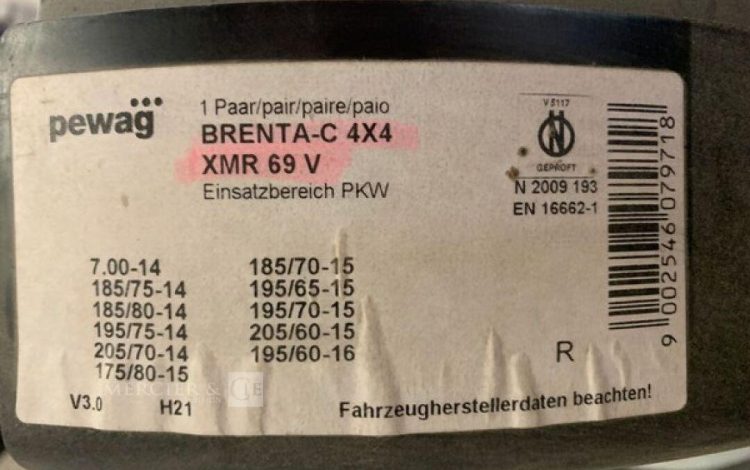 pewag
1 Paar/pair/paire/paio
BRENTA-C 4X4
XMR 69 V
Einsatzbereich PKW
V 5117
GEPRÜFT
N 2009 193
EN 16662-1
9 002546 079718
7.00-14
185/75-14
185/80-14
195/75-14
205/70-14
175/80-15
185/70-15
195/65-15
195/70-15
205/60-15
195/60-16
R
V3.0
H21
Fahrzeugherstellerdaten beachten!
MERCIER & CIE